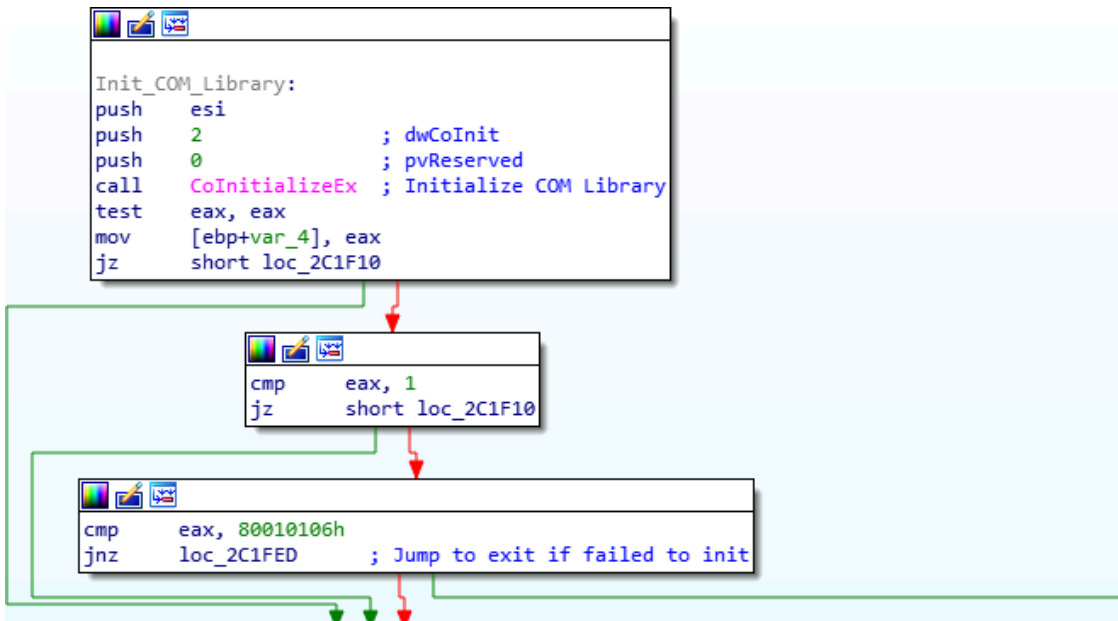 Init_COM_Library:
push esi
push 2 ; dwCoInit
push 0 ; pvReserved
call CoInitializeEx ; Initialize COM Library
test eax, eax
mov [ebp+var_4], eax
jz short loc_2C1F10
cmp eax, 1
jz short loc_2C1F10
cmp eax, 80010106h
jnz loc_2C1FED ; Jump to exit if failed to init